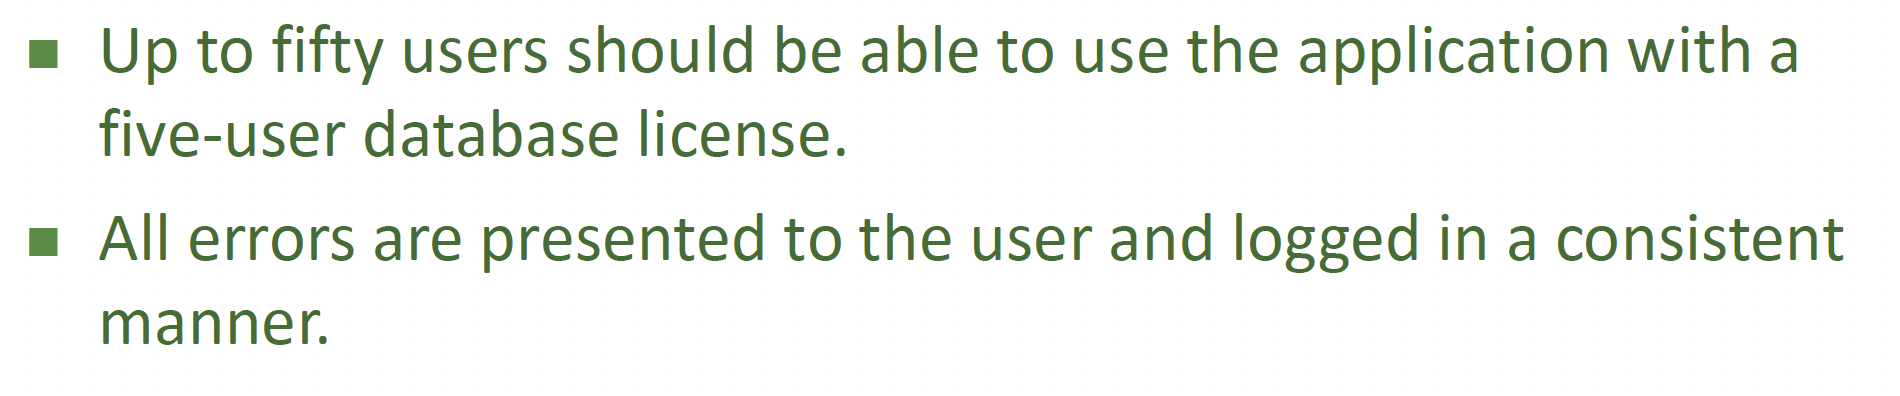 ■ Up to fifty users should be able to use the application with a
five-user database license.
■ All errors are presented to the user and logged in a consistent
manner.